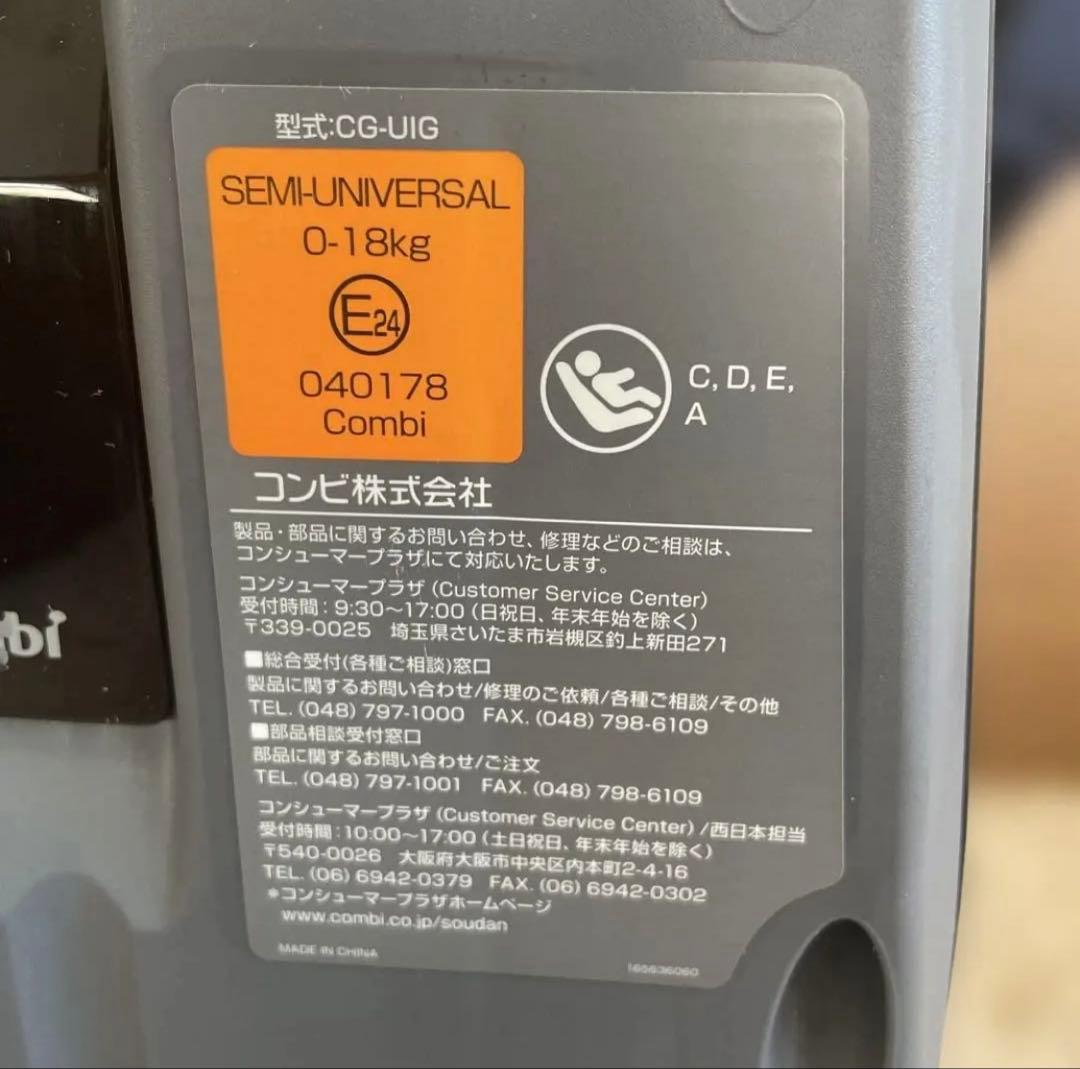 型式:CG-UIG
SEMI-UNIVERSAL
0-18kg
E24
040178
Combi
C, D, E,
A
コンビ株式会社
製品・部品に関するお問い合わせ、修理などのご相談は、
コンシューマープラザにて対応いたします。
コンシューマープラザ (Customer Service Center)
受付時間:9:30～17:00 (日祝日、年末年始を除く)
〒339-0025 埼玉県さいたま市岩槻区釣上新田271
■総合受付(各種ご相談)窓口
製品に関するお問い合わせ/修理のご依頼/各種ご相談/その他
TEL. (048) 797-1000 FAX. (048) 798-6109
■部品相談受付窓口
部品に関するお問い合わせ/ご注文
TEL. (048) 797-1001 FAX. (048) 798-6109
コンシューマープラザ (Customer Service Center) /西日本担当
受付時間:10:00～17:00 (土日祝日、年末年始を除く)
〒540-0026 大阪府大阪市中央区内本町2-4-16
TEL. (06) 6942-0379 FAX. (06) 6942-0302
*コンシューマープラザホームページ
www.combi.co.jp/soudan
MADE IN CHINA
165636060
bi